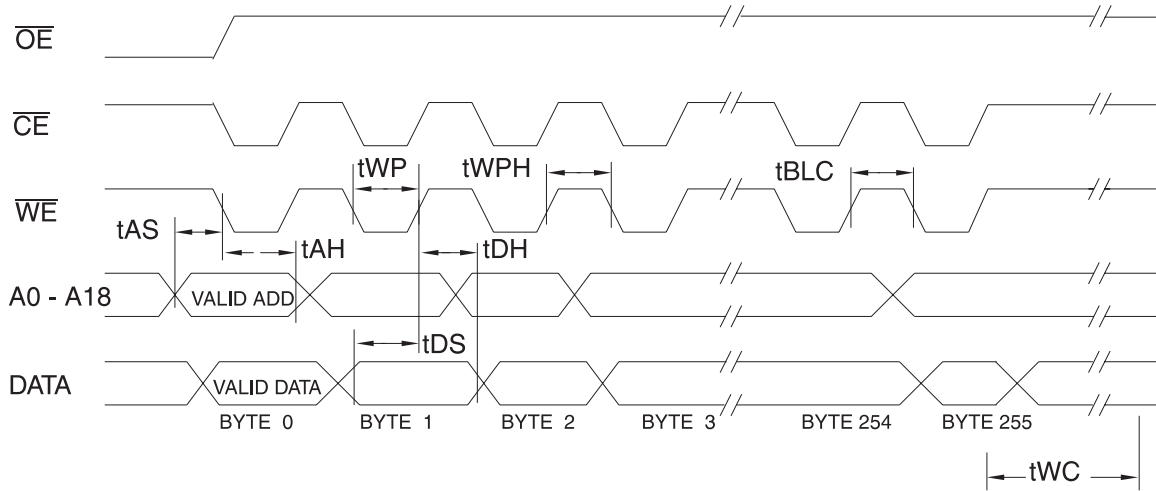 OE
CE
tWP
tWPH
tBLC
WE
tAS
tAH
tDH
A0 - A18
VALID ADD
tDS
DATA
VALID DATA
BYTE 0
BYTE 1
BYTE 2
BYTE 3
BYTE 254
BYTE 255
tWC